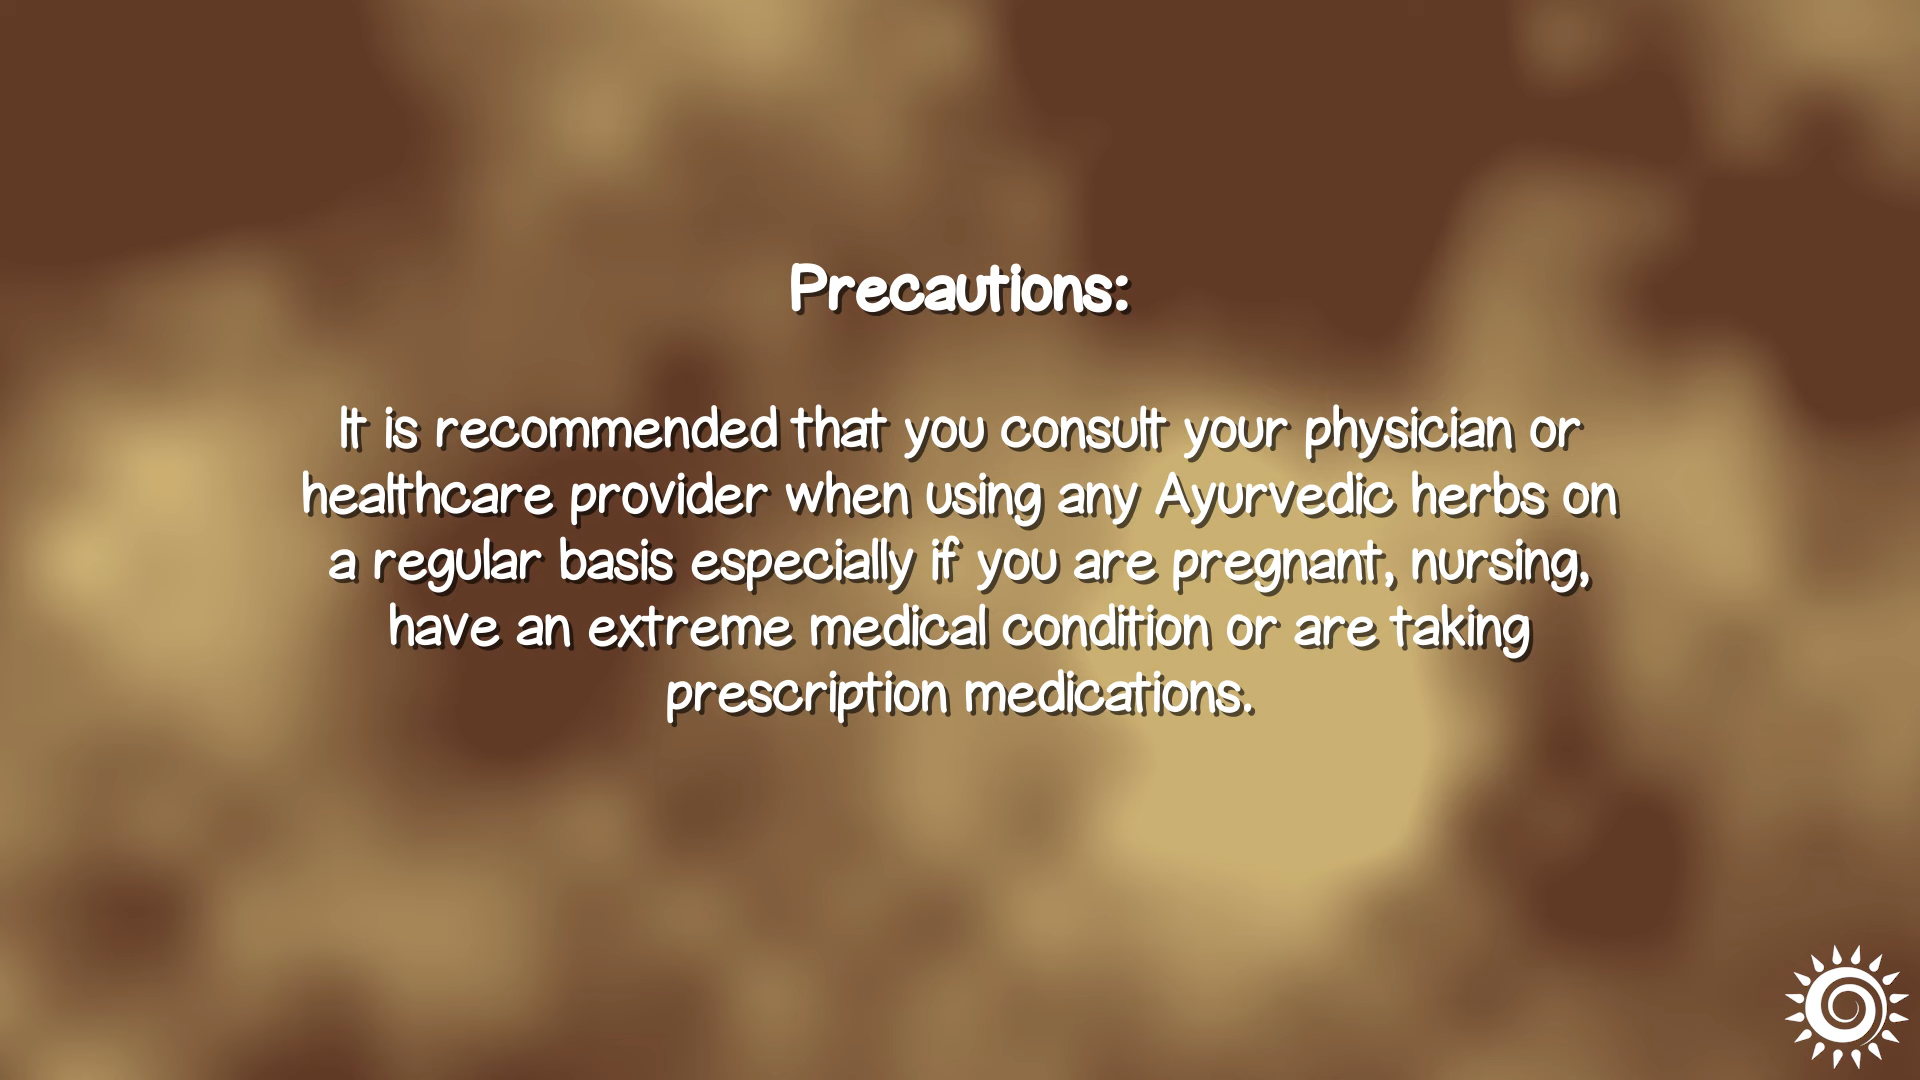 Precautions:
It is recommended that you consult your physician or
healthcare provider when using any Ayurvedic herbs on
a regular basis especially if you are pregnant, nursing,
have an extreme medical condition or are taking
prescription medications.